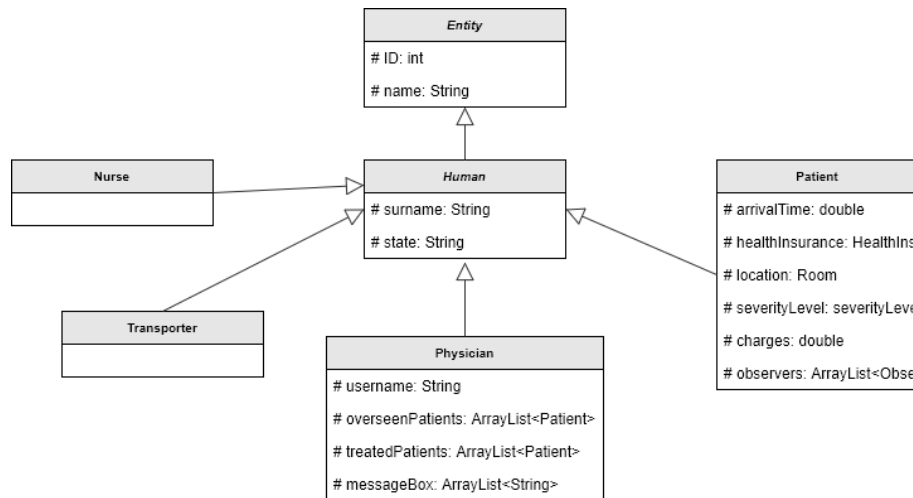 Entity
# ID: int
# name: String
Nurse
Human
# surname: String
# state: String
Patient
# arrivalTime: double
# healthInsurance: HealthIns
# location: Room
# severityLevel: severityLeve
# charges: double
# observers: ArrayList<Obse
Transporter
Physician
# username: String
# overseenPatients: ArrayList<Patient>
# treatedPatients: ArrayList<Patient>
# messageBox: ArrayList<String>